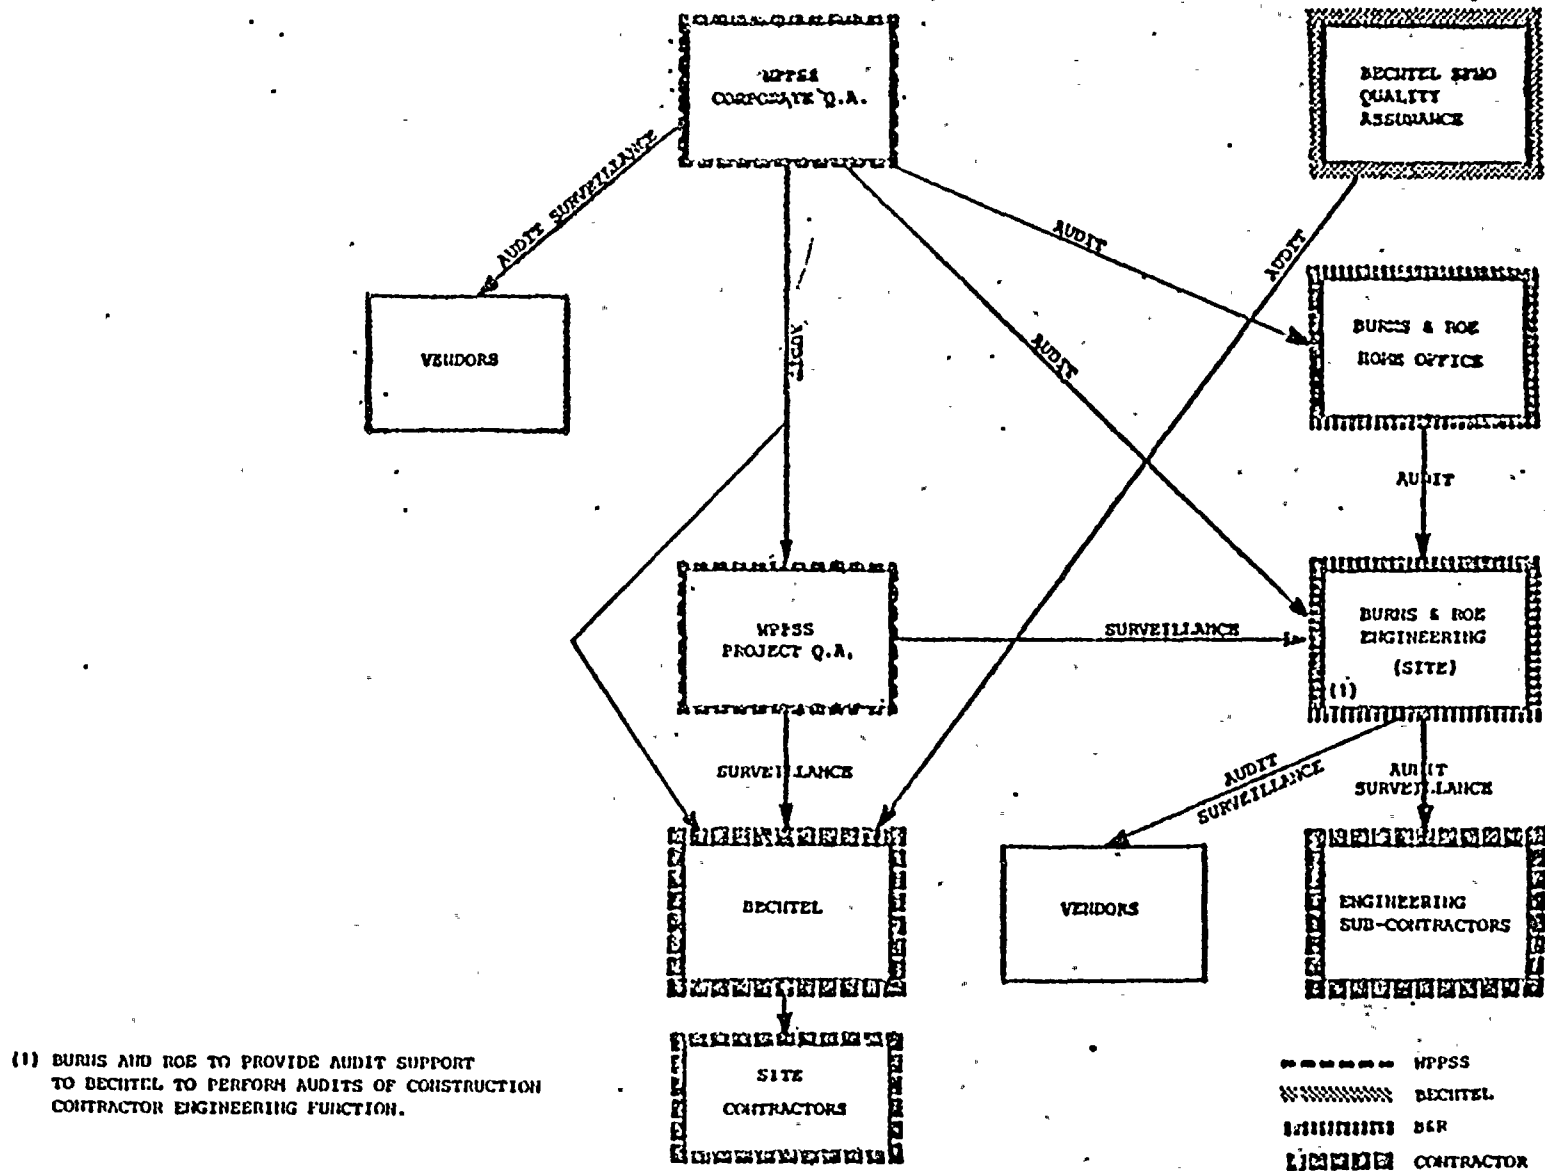 WPPSS
CORPORATE Q.A.
BECHTEL SFHO
QUALITY
ASSURANCE
AUDIT SURVEILLANCE
AUDIT
AUDIT
AUDIT
AUDIT
VENDORS
BURNS & ROE
HOME OFFICE
AUDIT
WPPSS
PROJECT Q.A.
SURVEILLANCE
BURNS & ROE
ENGINEERING
(SITE)
(1)
SURVEILLANCE
AUDIT
SURVEILLANCE
AUDIT
SURVEILLANCE
BECHTEL
VENDORS
ENGINEERING
SUB-CONTRACTORS
SITE
CONTRACTORS
(1) BURNS AND ROE TO PROVIDE AUDIT SUPPORT
TO BECHTEL TO PERFORM AUDITS OF CONSTRUCTION
CONTRACTOR ENGINEERING FUNCTION.
WPPSS
BECHTEL
B&R
CONTRACTOR